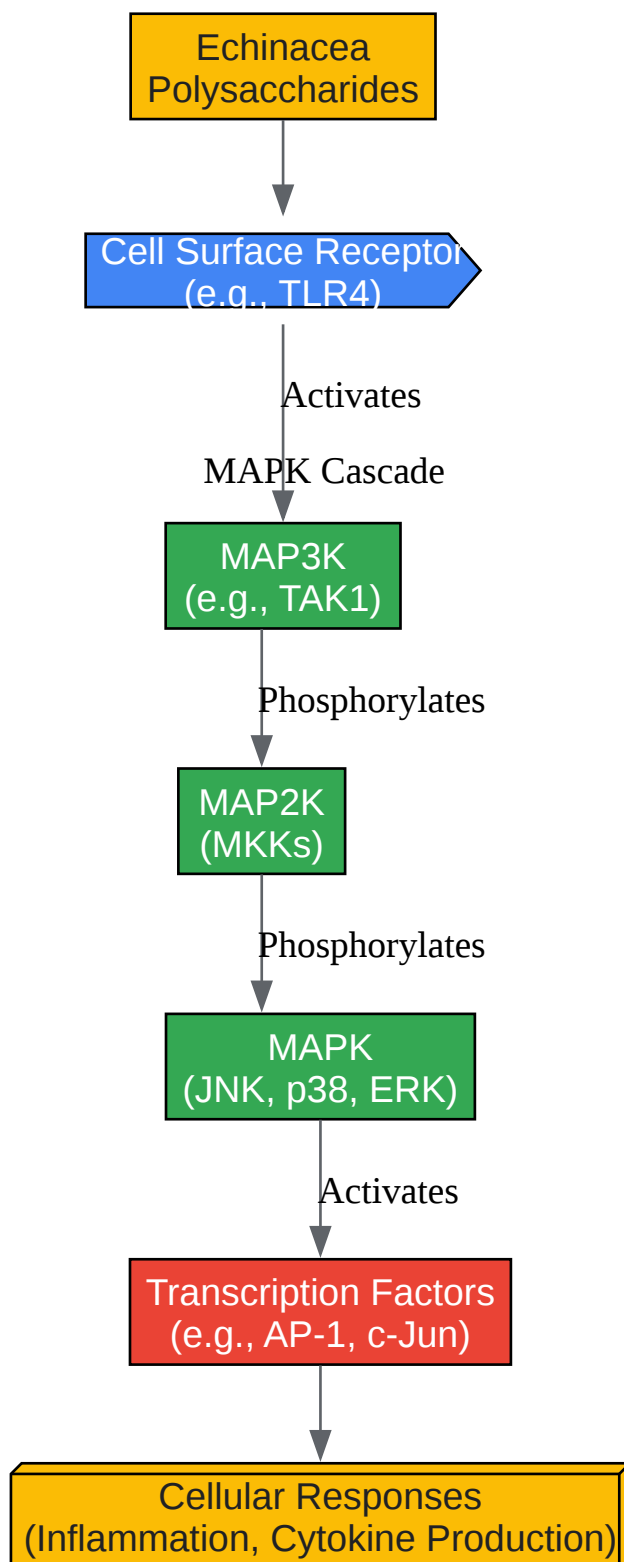 Echinacea
Polysaccharides
Cell Surface Receptor
(e.g., TLR4)
Activates
MAPK Cascade
MAP3K
(e.g., TAK1)
Phosphorylates
MAP2K
(MKKs)
Phosphorylates
MAPK
(JNK, p38, ERK)
Activates
Transcription Factors
(e.g., AP-1, c-Jun)
Cellular Responses
(Inflammation, Cytokine Production)